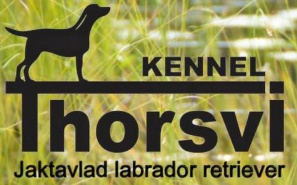 KENNEL
Thorsvi
Jaktavlad labrador retriever